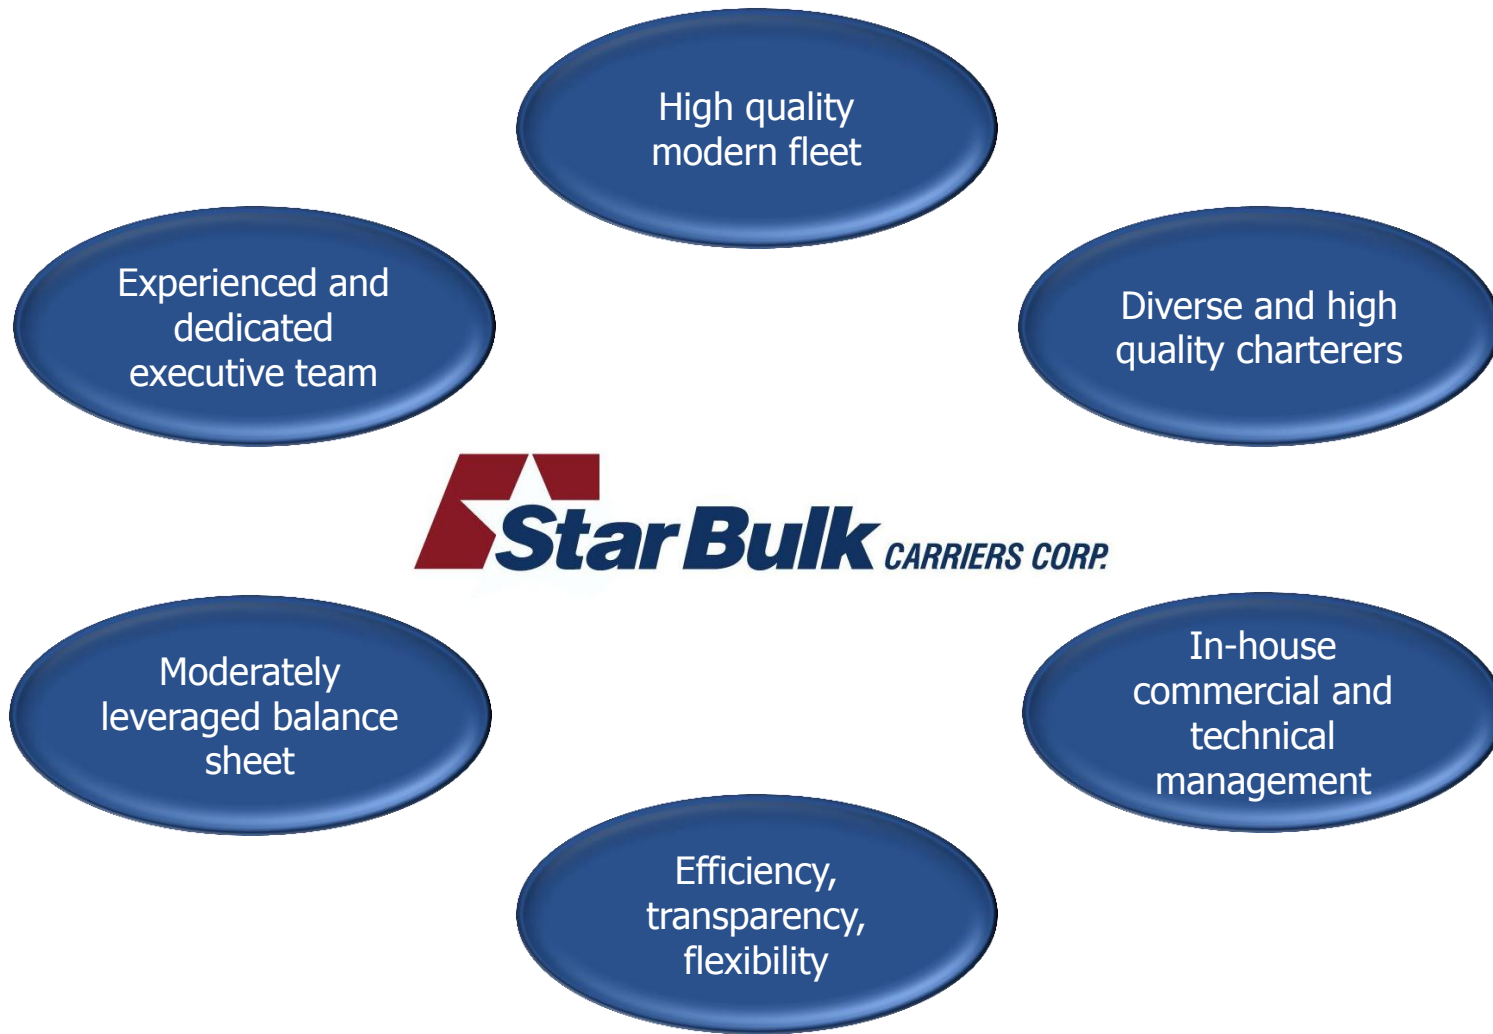 High quality
modern fleet
Experienced and
dedicated
executive team
Diverse and high
quality charterers
Star Bulk CARRIERS CORP.
Moderately
leveraged balance
sheet
In-house
commercial and
technical
management
Efficiency,
transparency,
flexibility